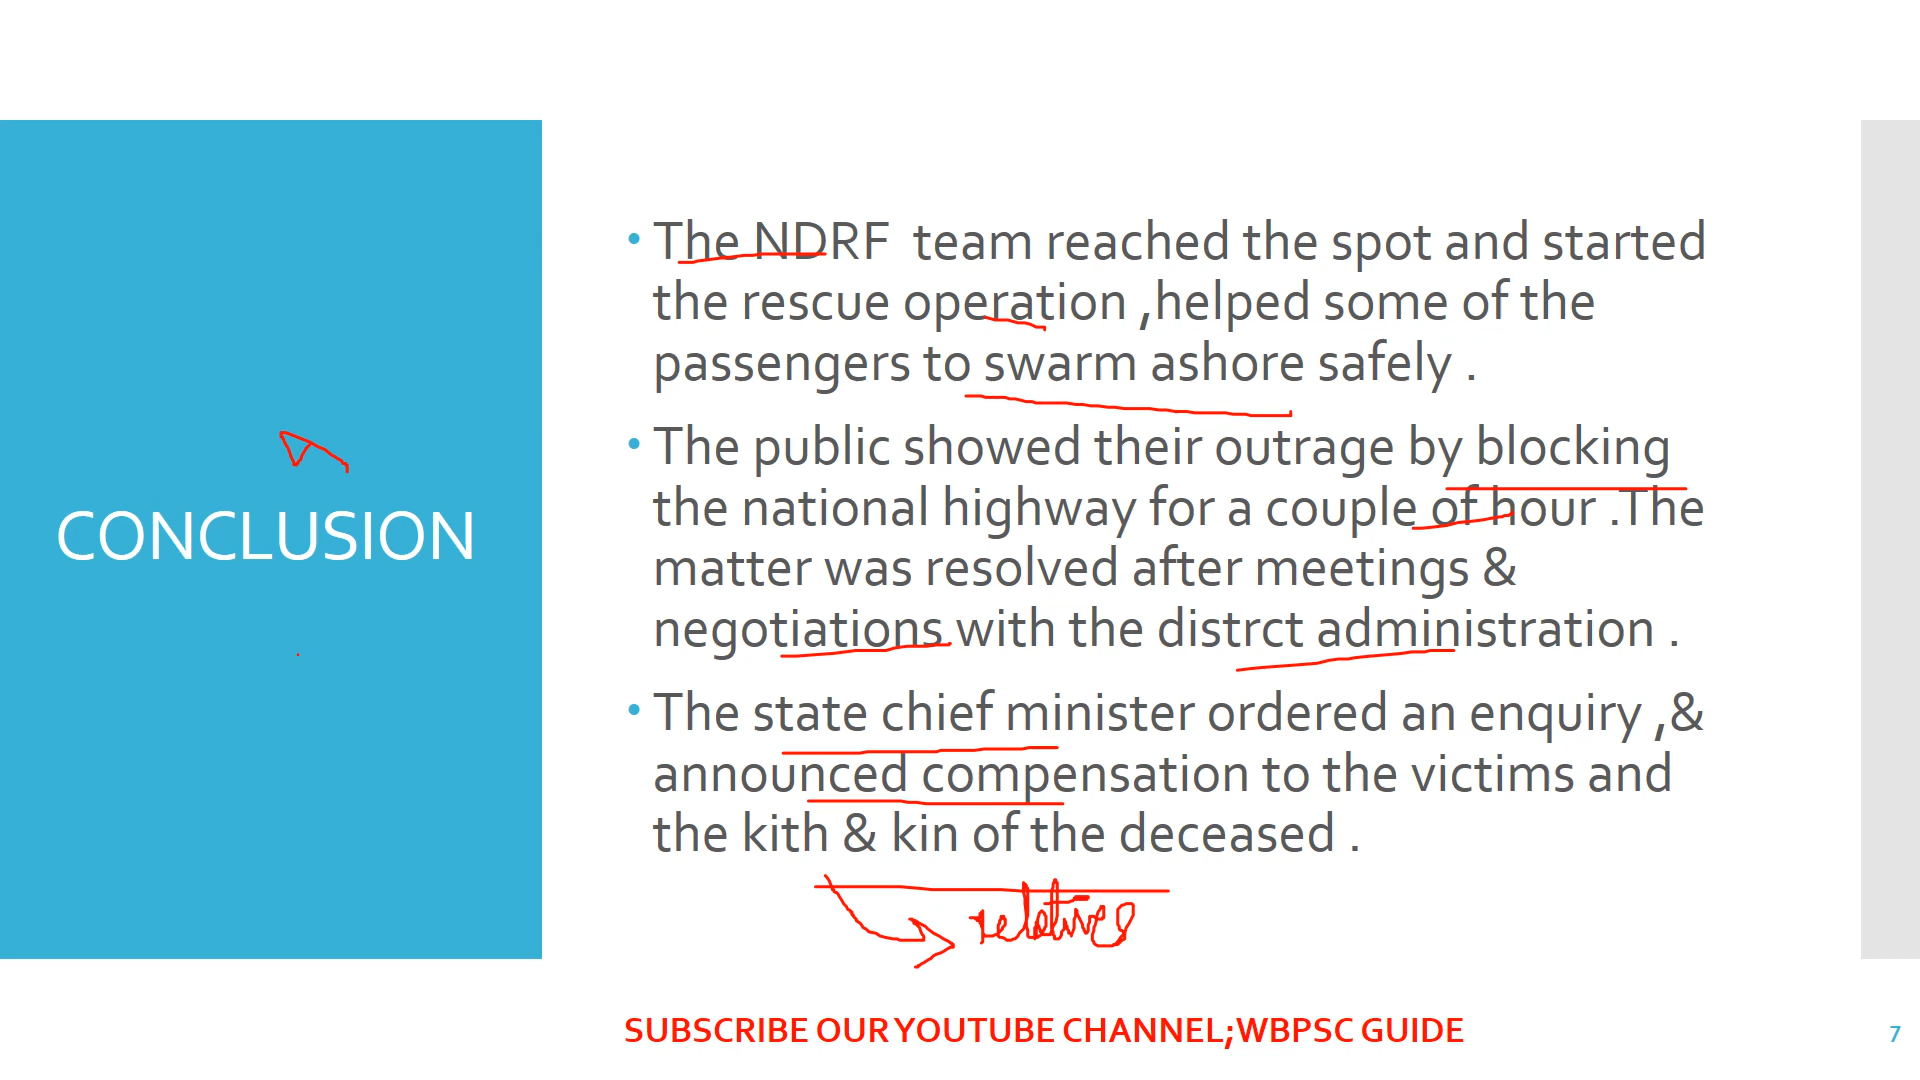 CONCLUSION
• The NDRF team reached the spot and started
the rescue operation ,helped some of the
passengers to swarm ashore safely .
• The public showed their outrage by blocking
the national highway for a couple of hour .The
matter was resolved after meetings &
negotiations with the distrct administration .
• The state chief minister ordered an enquiry ,&
announced compensation to the victims and
the kith & kin of the deceased .
relatives
SUBSCRIBE OUR YOUTUBE CHANNEL;WBPSC GUIDE
7